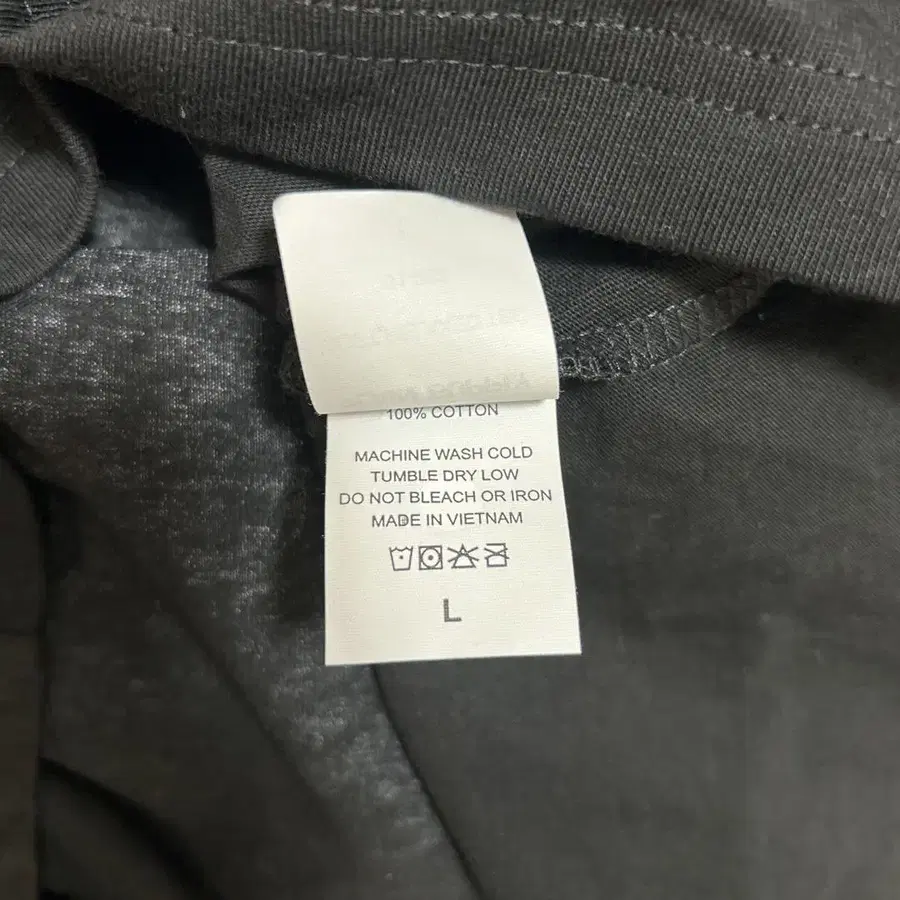 100% COTTON
MACHINE WASH COLD
TUMBLE DRY LOW
DO NOT BLEACH OR IRON
MADE IN VIETNAM
L